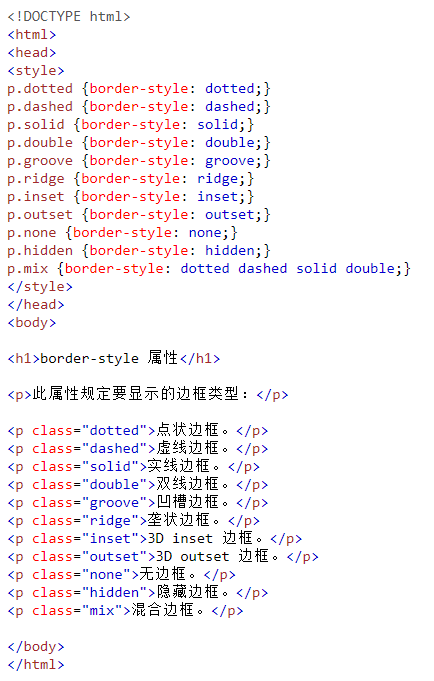 <!DOCTYPE html>
<html>
<head>
<style>
p.dotted {border-style: dotted;}
p.dashed {border-style: dashed;}
p.solid {border-style: solid;}
p.double {border-style: double;}
p.groove {border-style: groove;}
p.ridge {border-style: ridge;}
p.inset {border-style: inset;}
p.outset {border-style: outset;}
p.none {border-style: none;}
p.hidden {border-style: hidden;}
p.mix {border-style: dotted dashed solid double;}
</style>
</head>
<body>
<h1>border-style 属性</h1>
<p>此属性规定要显示的边框类型：</p>
<p class="dotted">点状边框。</p>
<p class="dashed">虚线边框。</p>
<p class="solid">实线边框。</p>
<p class="double">双线边框。</p>
<p class="groove">凹槽边框。</p>
<p class="ridge">垄状边框。</p>
<p class="inset">3D inset 边框。</p>
<p class="outset">3D outset 边框。</p>
<p class="none">无边框。</p>
<p class="hidden">隐藏边框。</p>
<p class="mix">混合边框。</p>
</body>
</html>